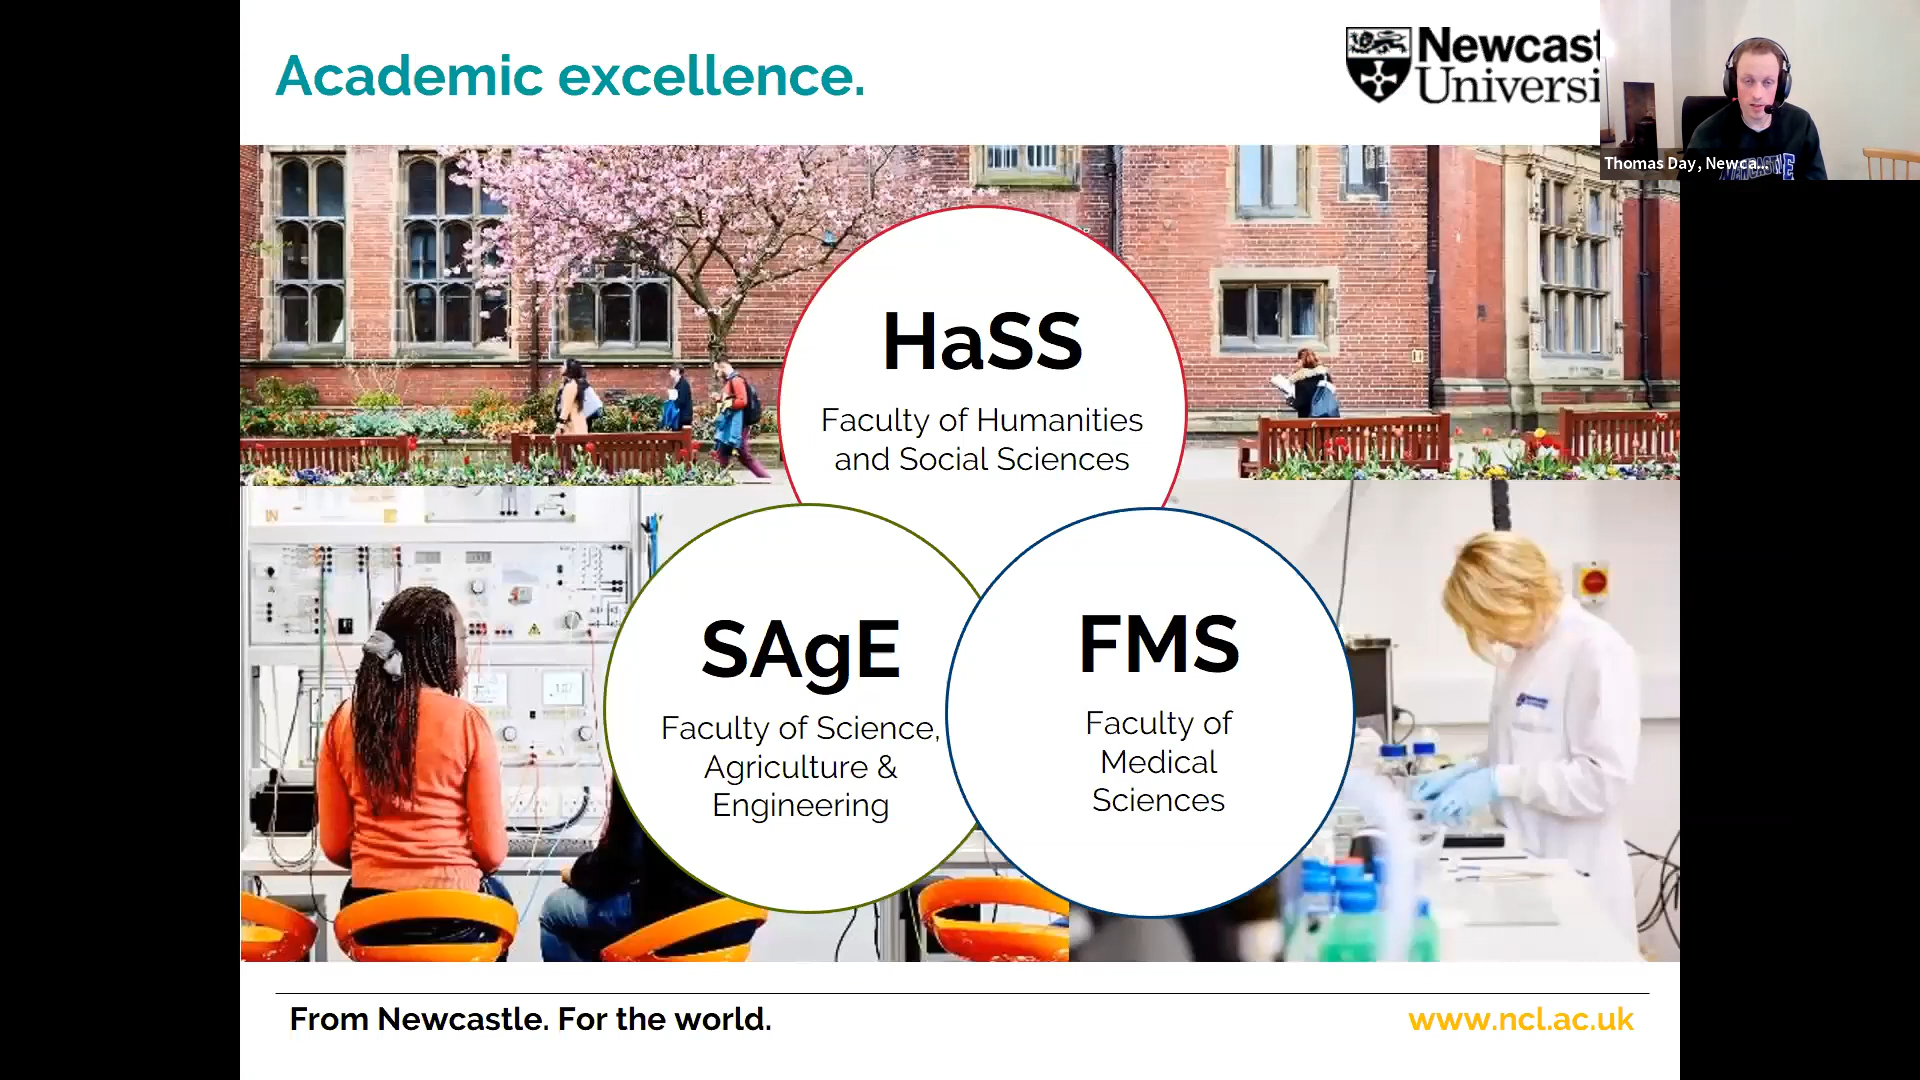 Academic excellence.
Newcast
Universi
Thomas Day, Newca...
HaSS
Faculty of Humanities
and Social Sciences
SAgE
Faculty of Science,
Agriculture &
Engineering
FMS
Faculty of
Medical
Sciences
From Newcastle. For the world.
www.ncl.ac.uk